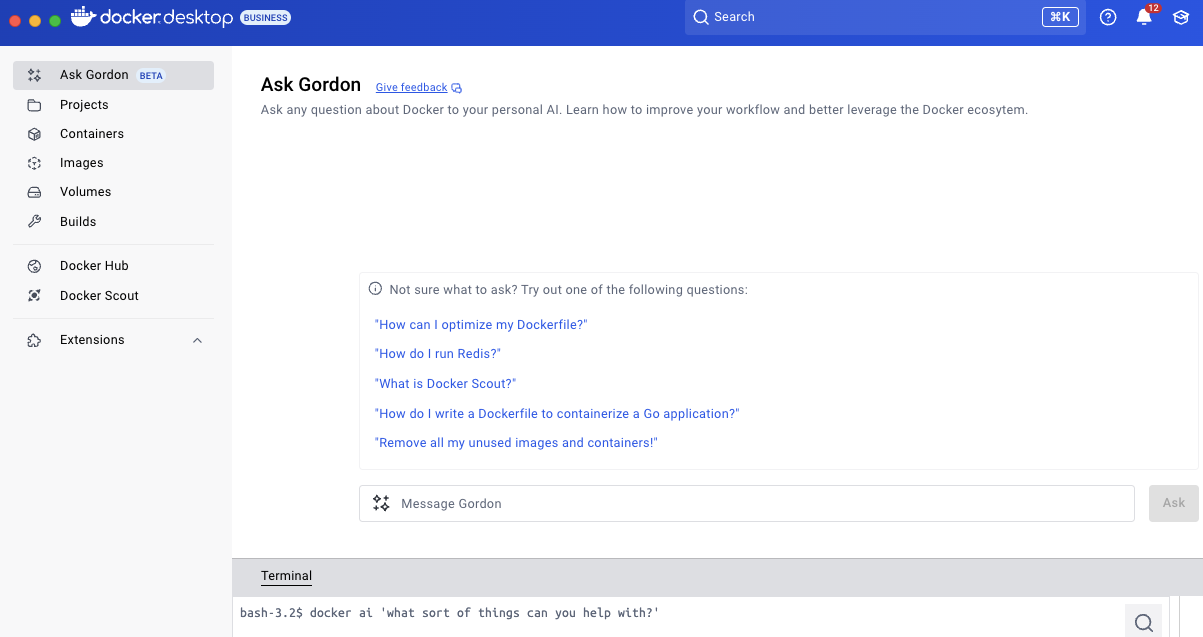 docker.desktop BUSINESS
Search ⌘K
12
Ask Gordon BETA
Projects
Containers
Images
Volumes
Builds
Docker Hub
Docker Scout
Extensions
Ask Gordon Give feedback
Ask any question about Docker to your personal AI. Learn how to improve your workflow and better leverage the Docker ecosytem.
Not sure what to ask? Try out one of the following questions:
"How can I optimize my Dockerfile?"
"How do I run Redis?"
"What is Docker Scout?"
"How do I write a Dockerfile to containerize a Go application?"
"Remove all my unused images and containers!"
Message Gordon Ask
Terminal
bash-3.2$ docker ai 'what sort of things can you help with?'